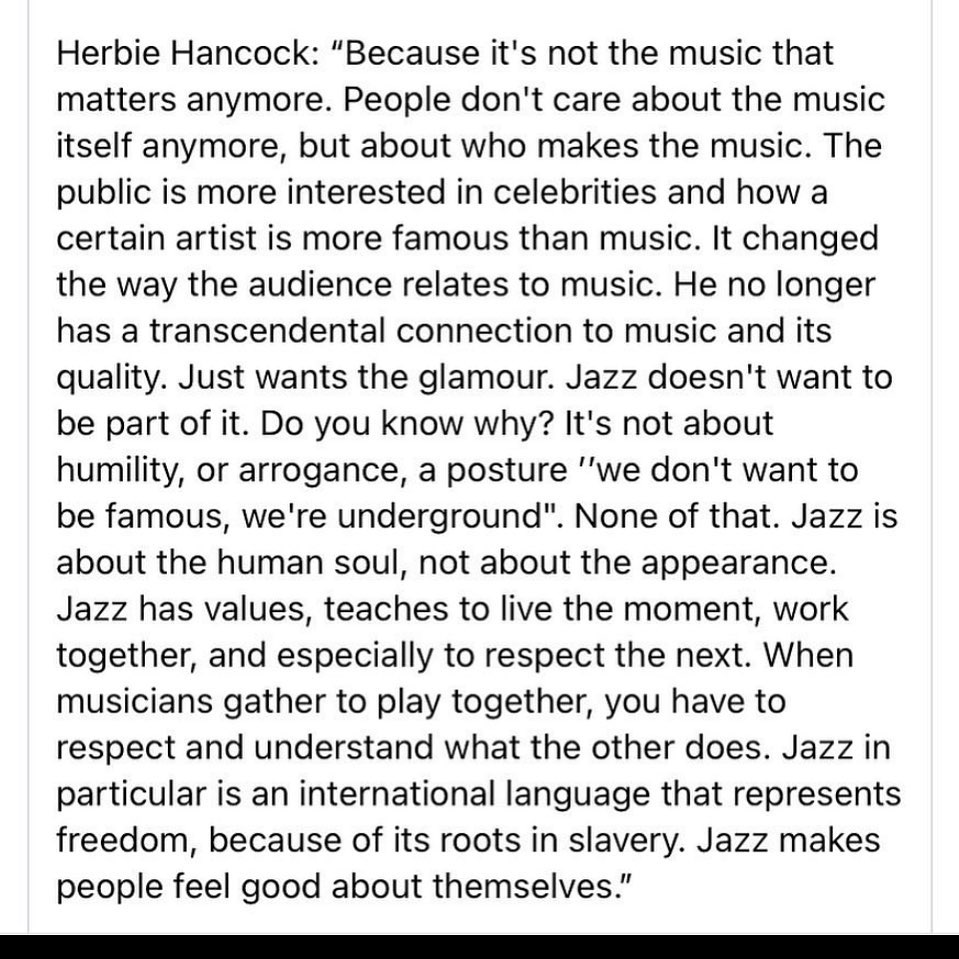 Herbie Hancock: “Because it's not the music that
matters anymore. People don't care about the music
itself anymore, but about who makes the music. The
public is more interested in celebrities and how a
certain artist is more famous than music. It changed
the way the audience relates to music. He no longer
has a transcendental connection to music and its
quality. Just wants the glamour. Jazz doesn't want to
be part of it. Do you know why? It's not about
humility, or arrogance, a posture ′′we don't want to
be famous, we're underground". None of that. Jazz is
about the human soul, not about the appearance.
Jazz has values, teaches to live the moment, work
together, and especially to respect the next. When
musicians gather to play together, you have to
respect and understand what the other does. Jazz in
particular is an international language that represents
freedom, because of its roots in slavery. Jazz makes
people feel good about themselves.”